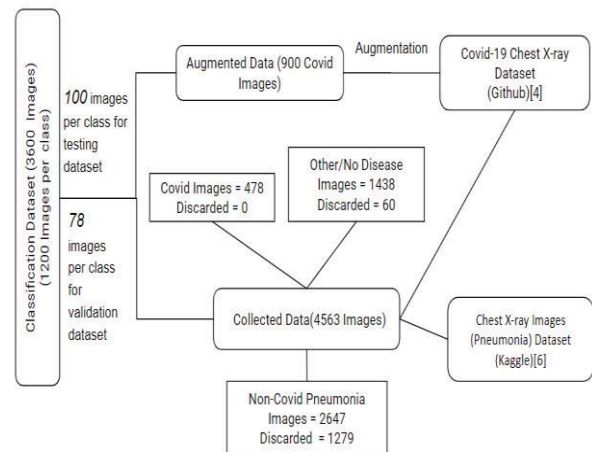 Classification Dataset (3600 Images)
(1200 Images per class)
100 images
per class for
testing
dataset
78
images
per class
for
validation
dataset
Augmented Data (900 Covid
Images)
Augmentation
Covid-19 Chest X-ray
Dataset
(Github)[4]
Covid Images = 478
Discarded = 0
Other/No Disease
Images = 1438
Discarded = 60
Collected Data(4563 Images)
Chest X-ray Images
(Pneumonia) Dataset
(Kaggle)[6]
Non-Covid Pneumonia
Images = 2647
Discarded = 1279